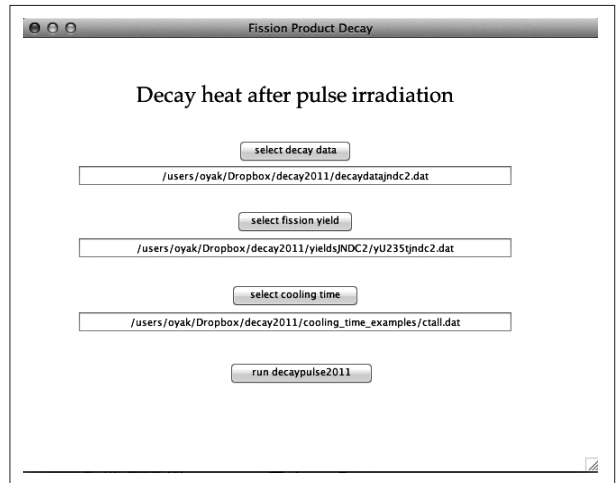 Fission Product Decay
Decay heat after pulse irradiation
select decay data
/users/oyak/Dropbox/decay2011/decaydatajndc2.dat
select fission yield
/users/oyak/Dropbox/decay2011/yieldsJNDC2/yU235tjndc2.dat
select cooling time
/users/oyak/Dropbox/decay2011/cooling_time_examples/ctall.dat
run decaypulse2011